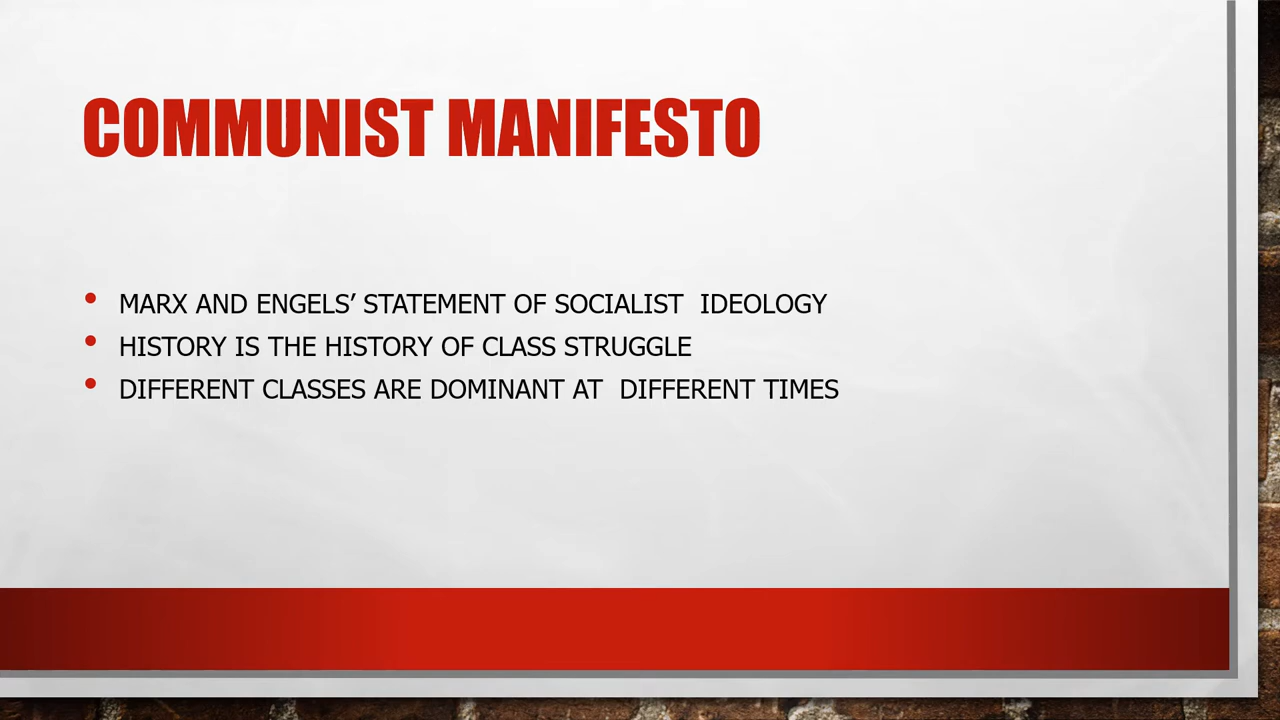 COMMUNIST MANIFESTO
• MARX AND ENGELS’ STATEMENT OF SOCIALIST  IDEOLOGY
• HISTORY IS THE HISTORY OF CLASS STRUGGLE
• DIFFERENT CLASSES ARE DOMINANT AT  DIFFERENT TIMES